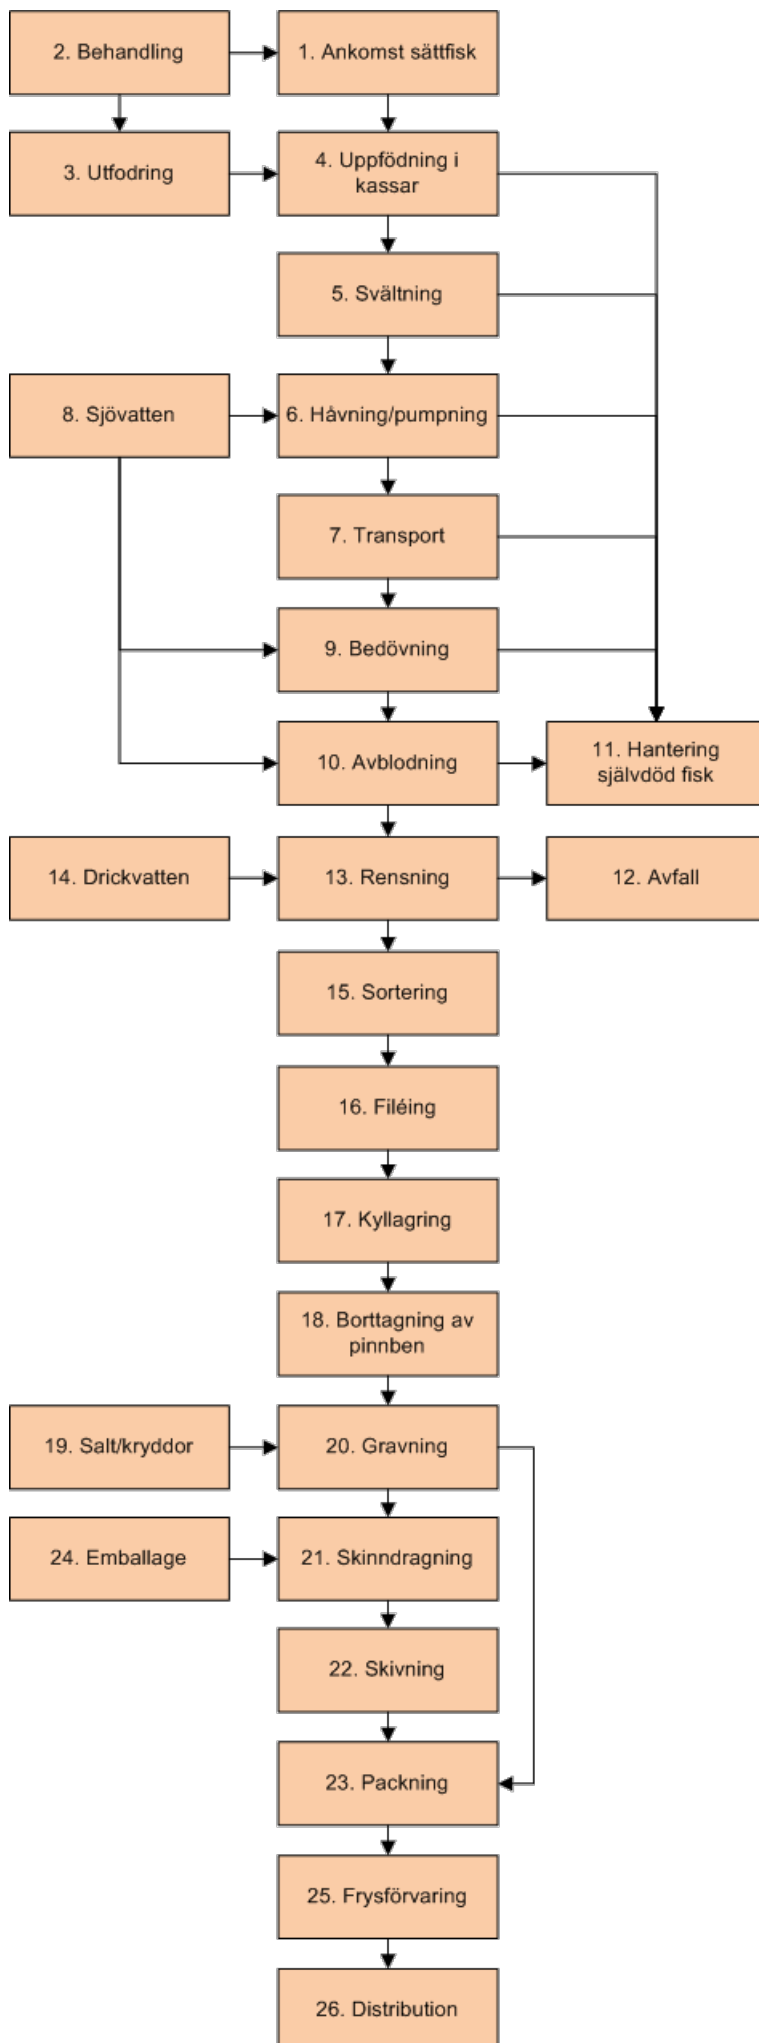 2. Behandling
1. Ankomst sättfisk
3. Utfodring
4. Uppfödning i
kassar
5. Svältning
8. Sjövatten
6. Håvning/pumpning
7. Transport
9. Bedövning
10. Avblodning
11. Hantering
självdöd fisk
14. Drickvatten
13. Rensning
12. Avfall
15. Sortering
16. Filéing
17. Kyllagring
18. Borttagning av
pinnben
19. Salt/kryddor
20. Gravning
24. Emballage
21. Skinndragning
22. Skivning
23. Packning
25. Frysförvaring
26. Distribution